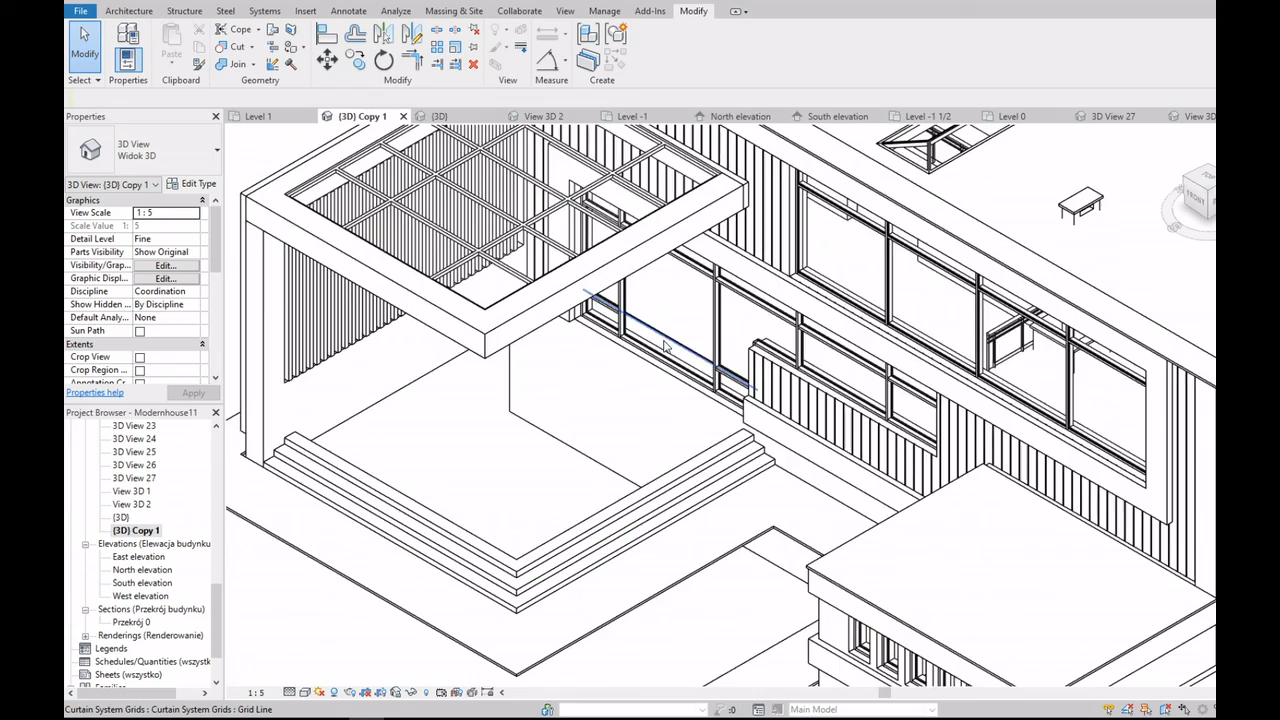 File Architecture Structure Steel Systems Insert Annotate Analyze Massing & Site Collaborate View Manage Add-Ins Modify
Modify
Properties
Paste
Cope
Cut
Join
Select Properties Clipboard Geometry Modify View Measure Create
Properties
Level 1 {3D} Copy 1 {3D} View 3D 2 Level -1 North elevation South elevation Level -1 1/2 Level 0 3D View 27 View 3D
3D View
Widok 3D
3D View: {3D} Copy 1 Edit Type
Graphics
View Scale 1 : 5
Scale Value 1: 5
Detail Level Fine
Parts Visibility Show Original
Visibility/Grap... Edit...
Graphic Displ... Edit...
Discipline Coordination
Show Hidden By Discipline
Default Analy... None
Sun Path
Extents
Crop View
Crop Region
Annotation Cr
Properties help Apply
Project Browser - Modernhouse11
3D View 23
3D View 24
3D View 25
3D View 26
3D View 27
View 3D 1
View 3D 2
{3D}
{3D} Copy 1
Elevations (Elewacja budynku
East elevation
North elevation
South elevation
West elevation
Sections (Przekrój budynku)
Przekrój 0
Renderings (Renderowanie)
Legends
Schedules/Quantities (wszystk
Sheets (wszystko)
TOP
FRONT
1 : 5
Curtain System Grids : Curtain System Grids : Grid Line
:0
Main Model